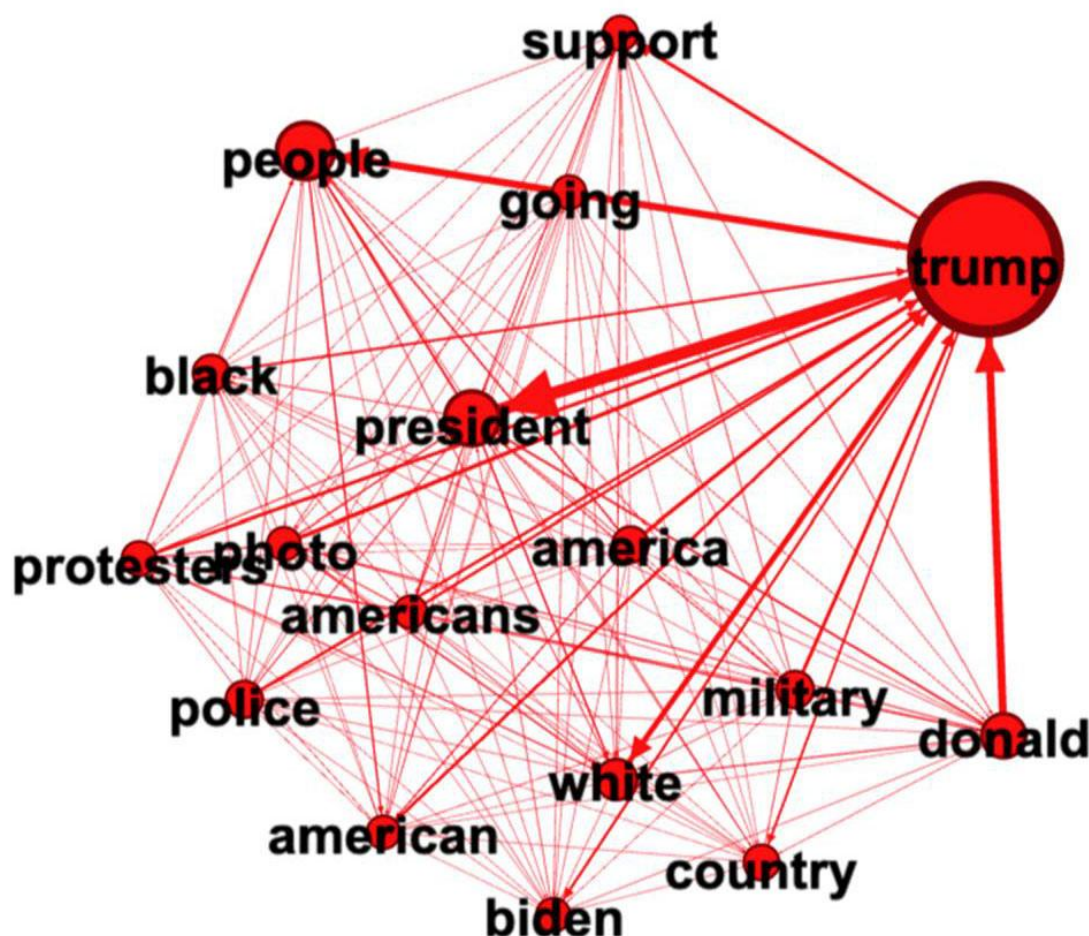 support
people
going
trump
black
president
protesters
photo
america
americans
police
military
donald
white
american
country
biden